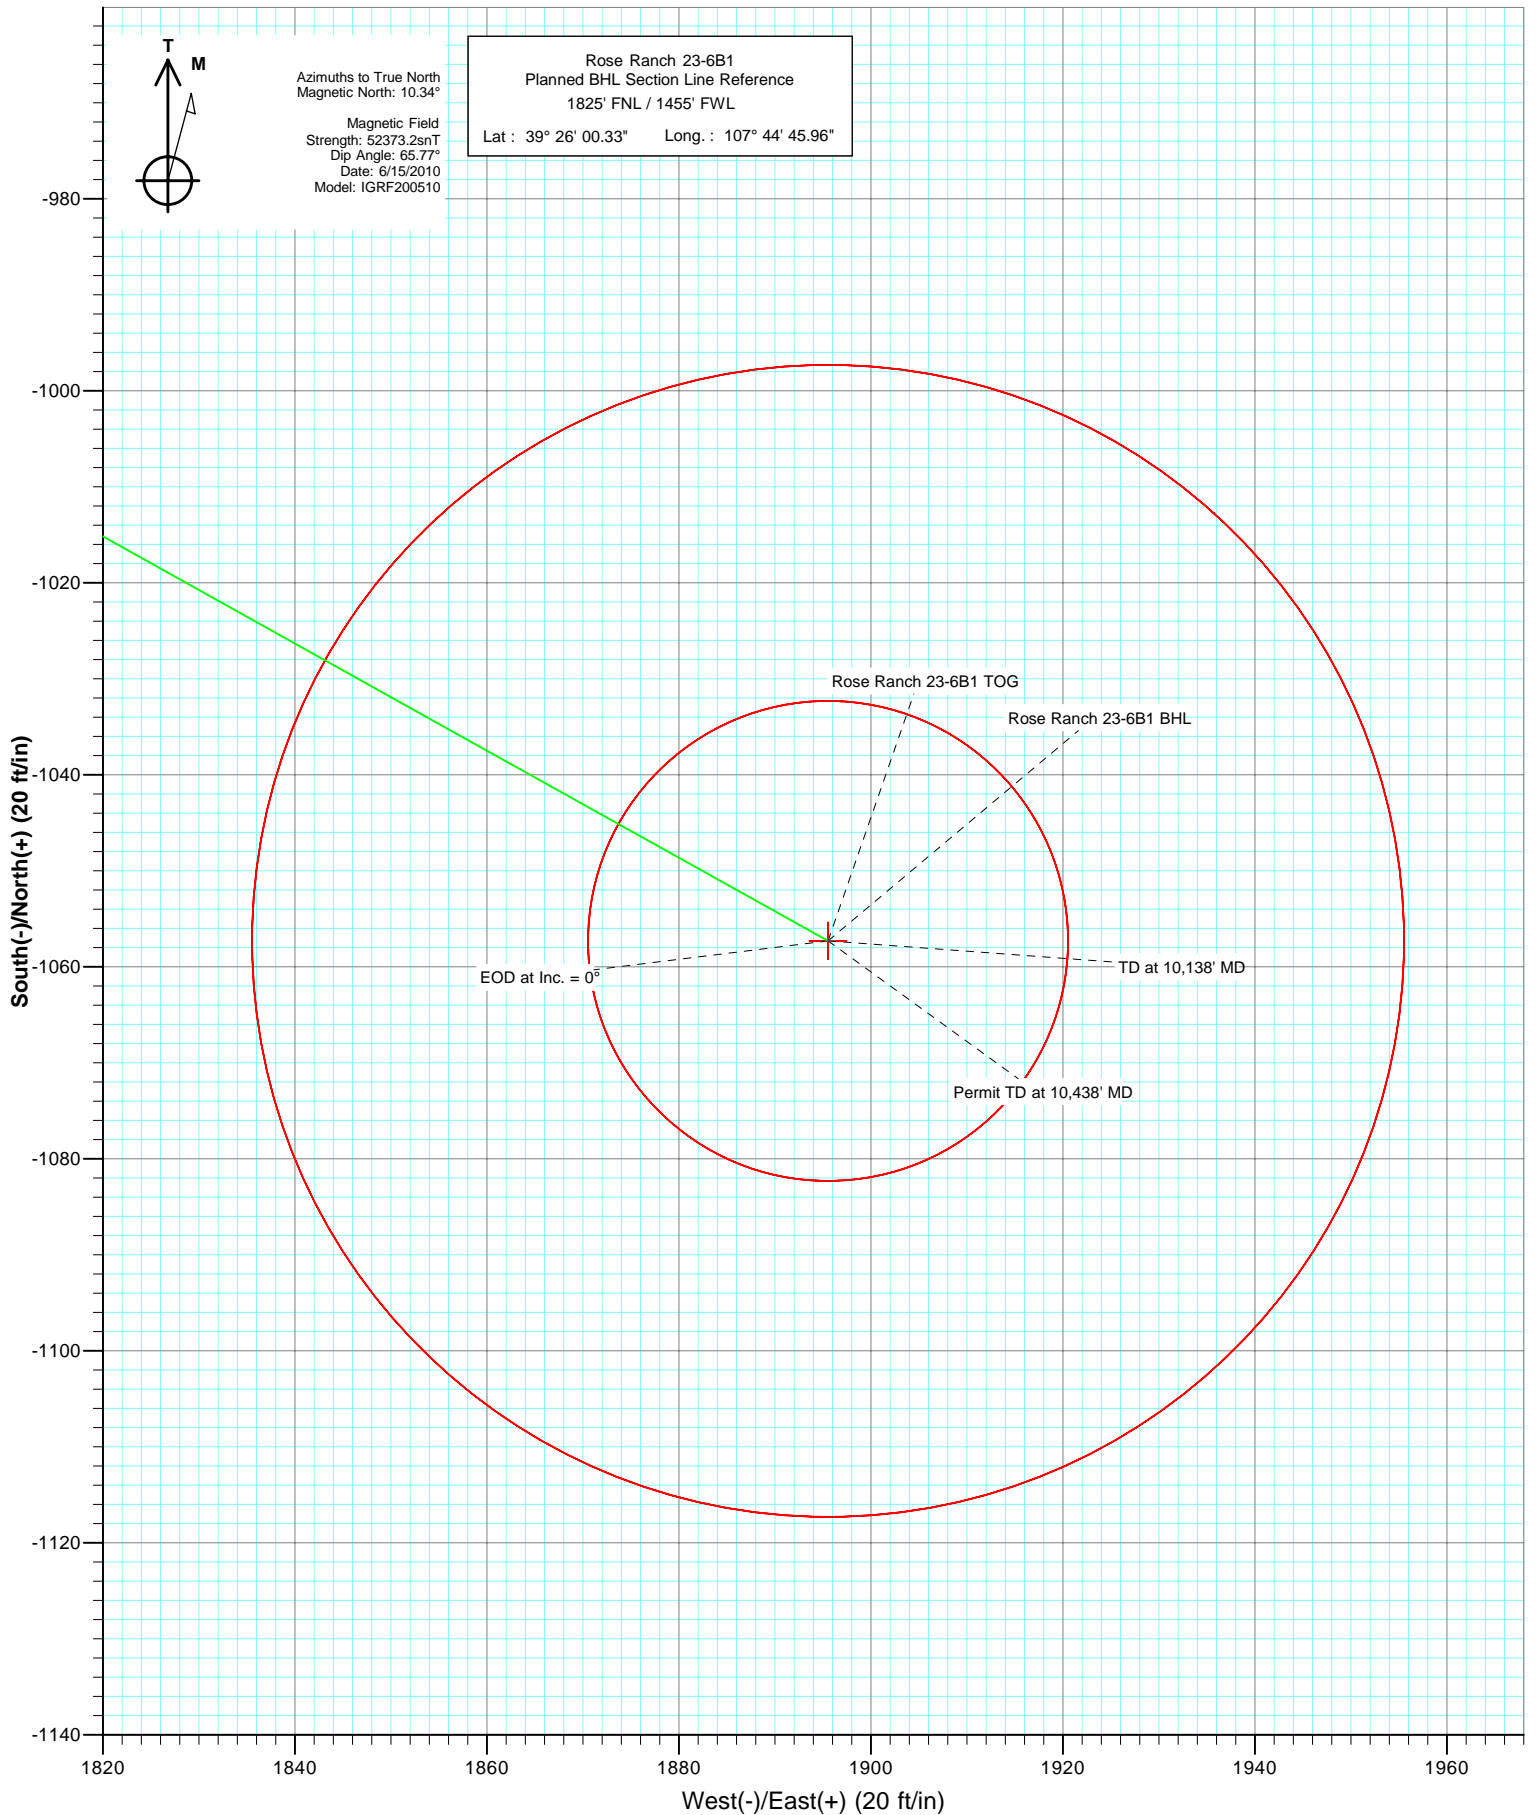 T
M
Azimuths to True North
Magnetic North: 10.34°
Magnetic Field
Strength: 52373.2snT
Dip Angle: 65.77°
Date: 6/15/2010
Model: IGRF200510
Rose Ranch 23-6B1
Planned BHL Section Line Reference
1825' FNL / 1455' FWL
Lat : 39° 26' 00.33" Long. : 107° 44' 45.96"
-980
-1000
-1020
-1040
-1060
-1080
-1100
-1120
-1140
South(-)/North(+) (20 ft/in)
Rose Ranch 23-6B1 TOG
Rose Ranch 23-6B1 BHL
TD at 10,138' MD
EOD at Inc. = 0°
Permit TD at 10,438' MD
1820 1840 1860 1880 1900 1920 1940 1960
West(-)/East(+) (20 ft/in)